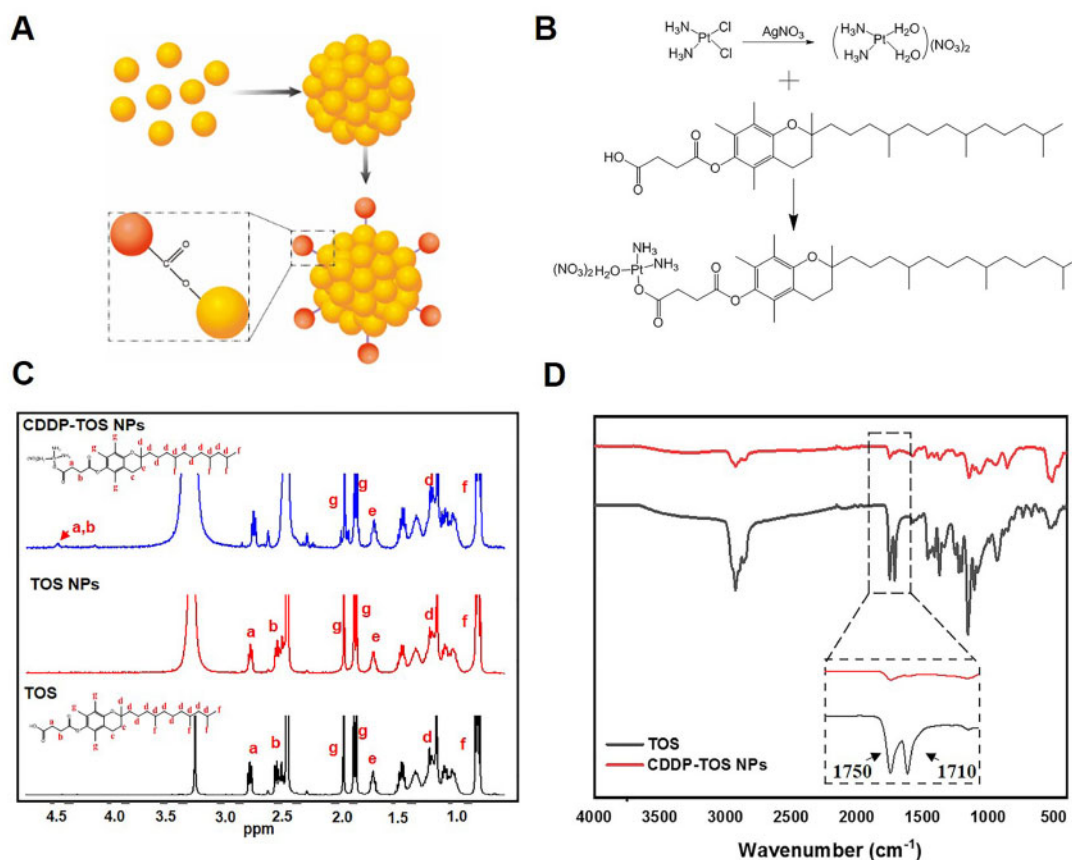 A
C
O
O
B
H₃N
Cl
Pt
H₃N
Cl
AgNO₃
H₃N
H₂O
Pt
(NO₃)₂
H₃N
H₂O
+
HO
O
O
O
O
NH₃
(NO₃)₂H₂O-Pt-NH₃
O
O
O
O
O
C
CDDP-TOS NPs
a
b
c
d
e
f
g
a,b
g
g
e
d
f
TOS NPs
a
b
g
g
e
d
f
TOS
a
b
g
g
e
d
f
4.5 4.0 3.5 3.0 2.5 2.0 1.5 1.0
ppm
D
1750
1710
TOS
CDDP-TOS NPs
4000 3000 2000 1500 1000 500
Wavenumber (cm⁻¹)